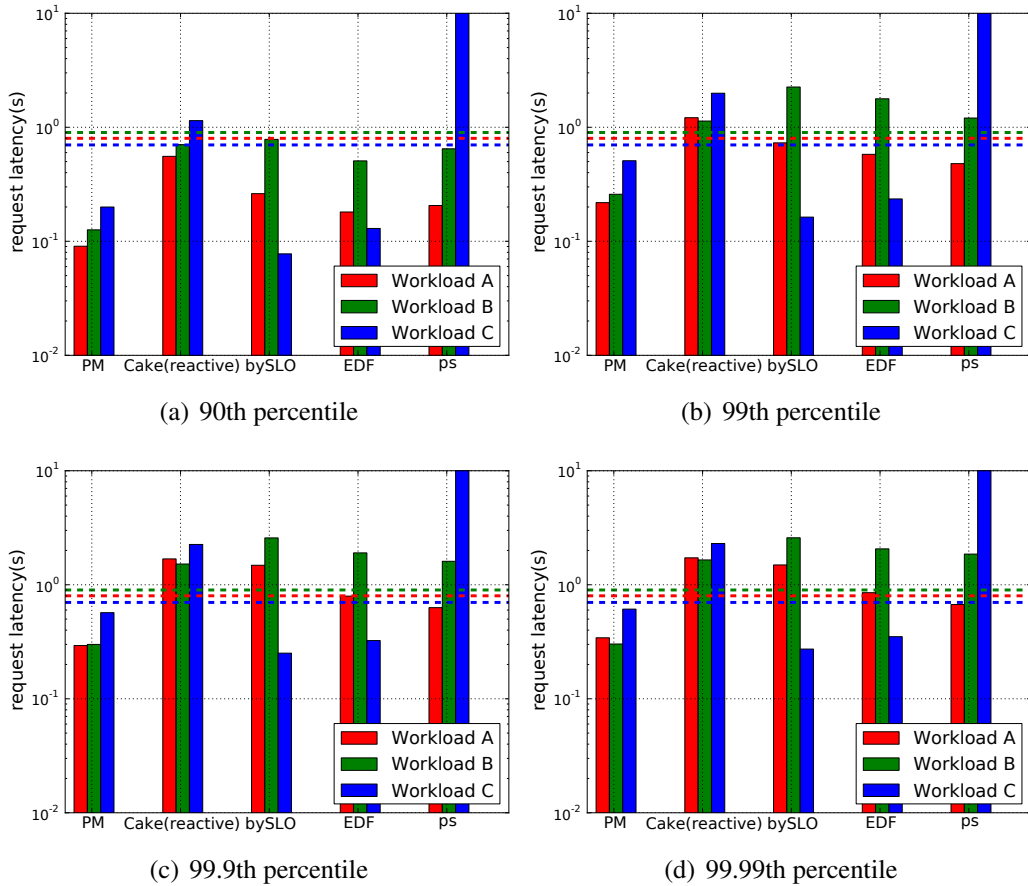 10^1
10^0
10^-1
10^-2
request latency(s)
PM Cake(reactive) bySLO EDF ps
Workload A
Workload B
Workload C
(a) 90th percentile
10^1
10^0
10^-1
10^-2
request latency(s)
PM Cake(reactive) bySLO EDF ps
Workload A
Workload B
Workload C
(b) 99th percentile
10^1
10^0
10^-1
10^-2
request latency(s)
PM Cake(reactive) bySLO EDF ps
Workload A
Workload B
Workload C
(c) 99.9th percentile
10^1
10^0
10^-1
10^-2
request latency(s)
PM Cake(reactive) bySLO EDF ps
Workload A
Workload B
Workload C
(d) 99.99th percentile